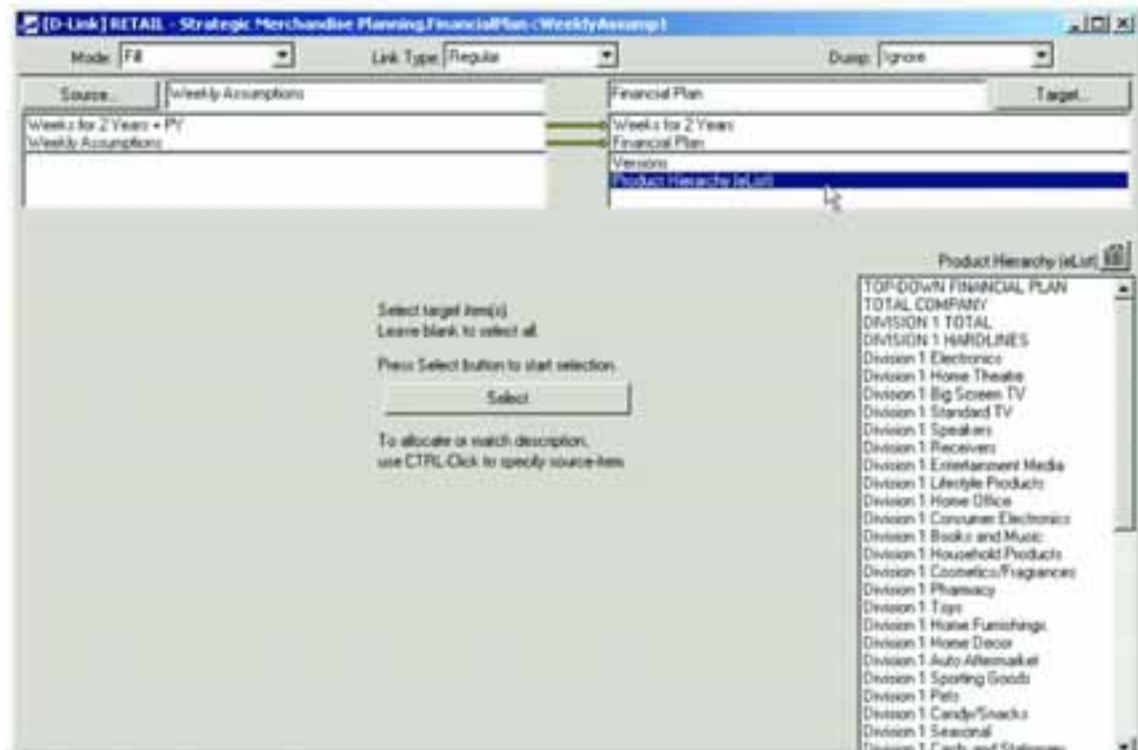 [D-Link] RETAIL - Strategic Merchandise Planning.FinancialPlan<WeeklyAssump1
Mode: Fill Link Type: Regular Dump: Ignore
Source... Weekly Assumptions Financial Plan Target...
Weeks for 2 Years + PY Weeks for 2 Years
Weekly Assumptions Financial Plan
Versions
Product Hierarchy (eList)
Product Hierarchy (eList)
TOP-DOWN FINANCIAL PLAN
TOTAL COMPANY
DIVISION 1 TOTAL
DIVISION 1 HARDLINES
Division 1 Electronics
Division 1 Home Theatre
Division 1 Big Screen TV
Division 1 Standard TV
Division 1 Speakers
Division 1 Receivers
Division 1 Entertainment Media
Division 1 Lifestyle Products
Division 1 Home Office
Division 1 Consumer Electronics
Division 1 Books and Music
Division 1 Household Products
Division 1 Cosmetics/Fragrances
Division 1 Pharmacy
Division 1 Toys
Division 1 Home Furnishings
Division 1 Home Decor
Division 1 Auto Aftermarket
Division 1 Sporting Goods
Division 1 Pets
Division 1 Candy/Snacks
Division 1 Seasonal
Division 1 Cards and Stationery
Select target item(s).
Leave blank to select all.
Press Select button to start selection.
Select
To allocate or match description,
use CTRL-Click to specify source-item.